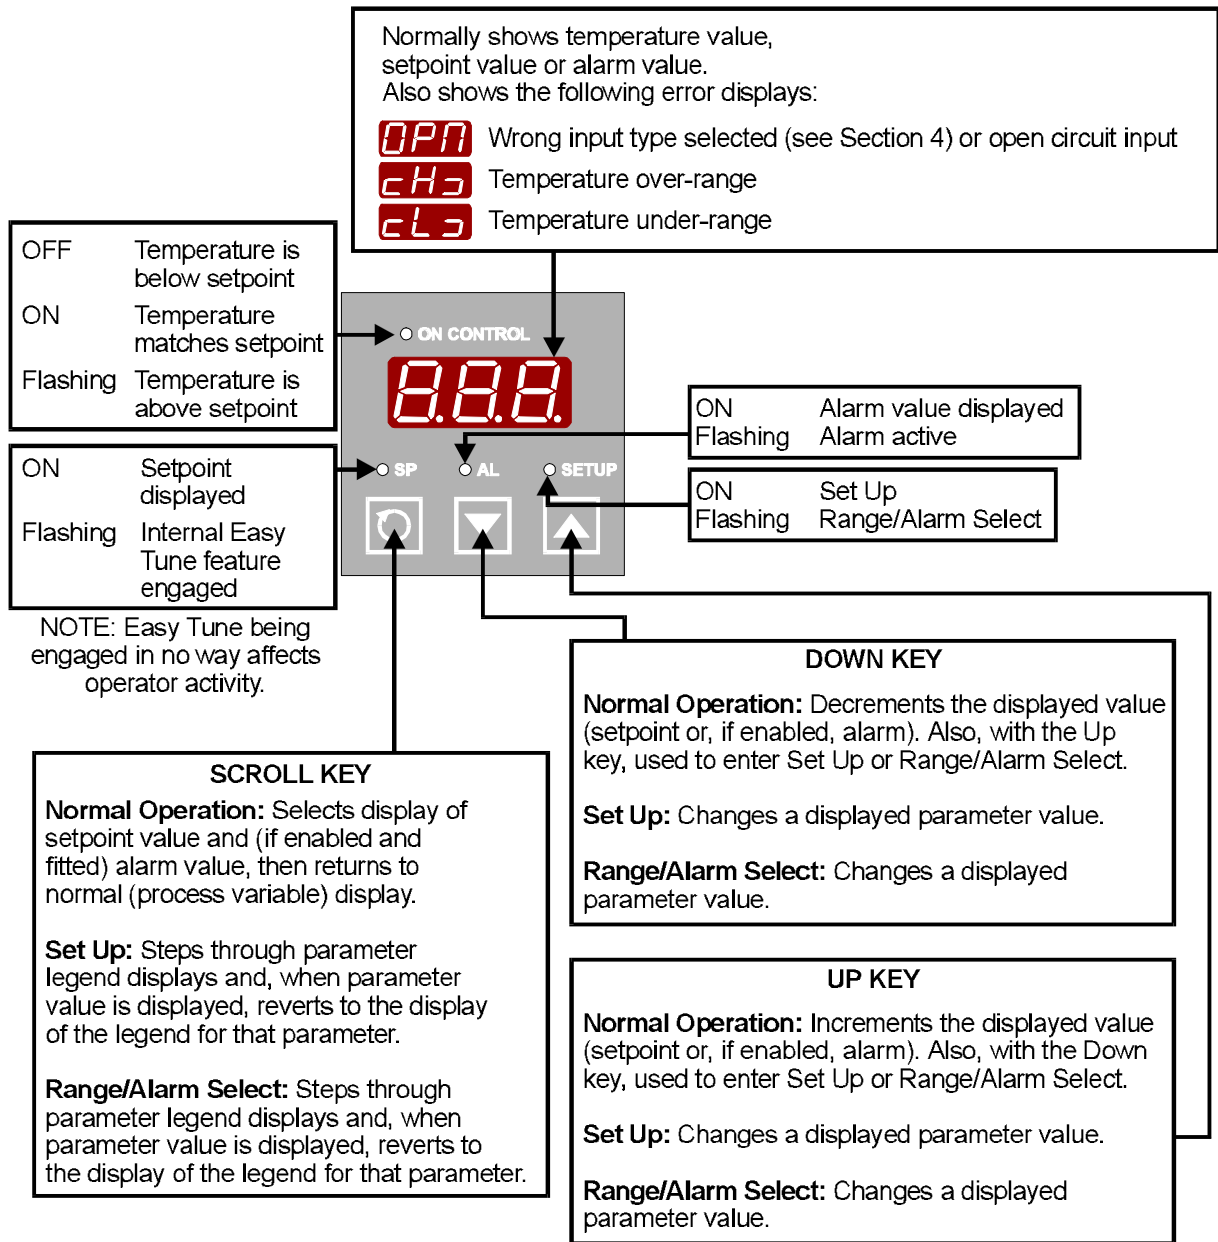 Normally shows temperature value,
setpoint value or alarm value.
Also shows the following error displays:
OPN Wrong input type selected (see Section 4) or open circuit input
cHɔ Temperature over-range
cLɔ Temperature under-range
OFF Temperature is
below setpoint
ON Temperature
matches setpoint
Flashing Temperature is
above setpoint
ON CONTROL
8.8.8.
ON Alarm value displayed
Flashing Alarm active
ON Setpoint
displayed
Flashing Internal Easy
Tune feature
engaged
SP AL SETUP
ON Set Up
Flashing Range/Alarm Select
NOTE: Easy Tune being
engaged in no way affects
operator activity.
SCROLL KEY
Normal Operation: Selects display of
setpoint value and (if enabled and
fitted) alarm value, then returns to
normal (process variable) display.
Set Up: Steps through parameter
legend displays and, when parameter
value is displayed, reverts to the display
of the legend for that parameter.
Range/Alarm Select: Steps through
parameter legend displays and, when
parameter value is displayed, reverts to
the display of the legend for that parameter.
DOWN KEY
Normal Operation: Decrements the displayed value
(setpoint or, if enabled, alarm). Also, with the Up
key, used to enter Set Up or Range/Alarm Select.
Set Up: Changes a displayed parameter value.
Range/Alarm Select: Changes a displayed
parameter value.
UP KEY
Normal Operation: Increments the displayed value
(setpoint or, if enabled, alarm). Also, with the Down
key, used to enter Set Up or Range/Alarm Select.
Set Up: Changes a displayed parameter value.
Range/Alarm Select: Changes a displayed
parameter value.